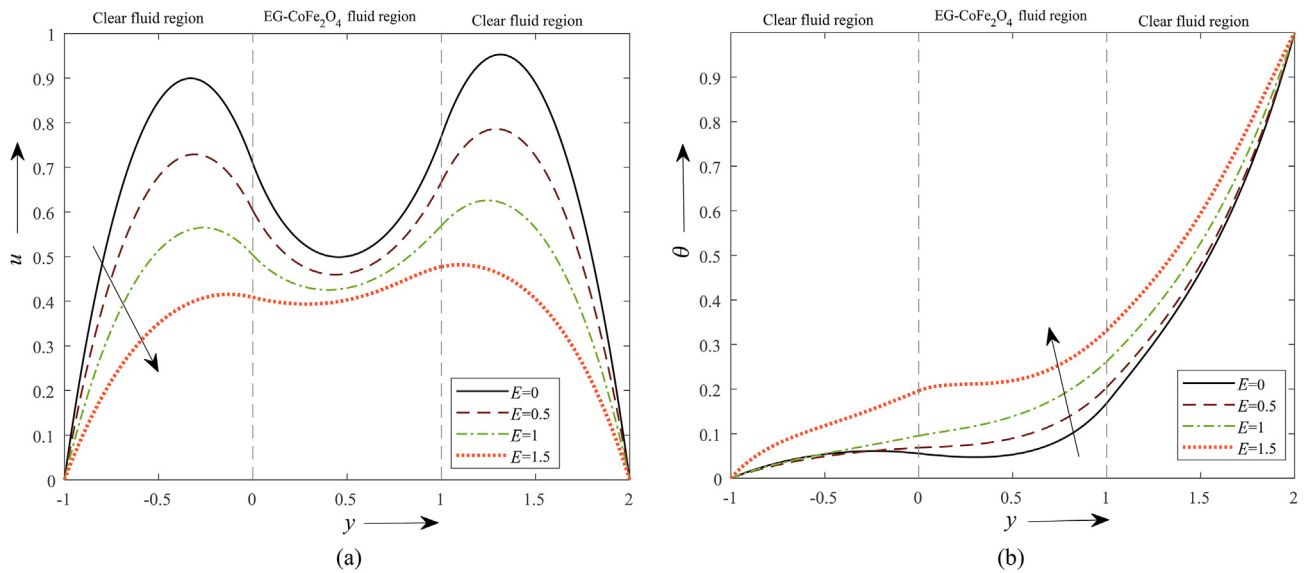 Clear fluid region EG-CoFe₂O₄ fluid region Clear fluid region
1
0.9
0.8
0.7
0.6
0.5
0.4
0.3
0.2
0.1
0
u
-1 -0.5 0 0.5 1 1.5 2
y
E=0
E=0.5
E=1
E=1.5
(a)
Clear fluid region EG-CoFe₂O₄ fluid region Clear fluid region
0.9
0.8
0.7
0.6
0.5
0.4
0.3
0.2
0.1
0
θ
-1 -0.5 0 0.5 1 1.5 2
y
E=0
E=0.5
E=1
E=1.5
(b)